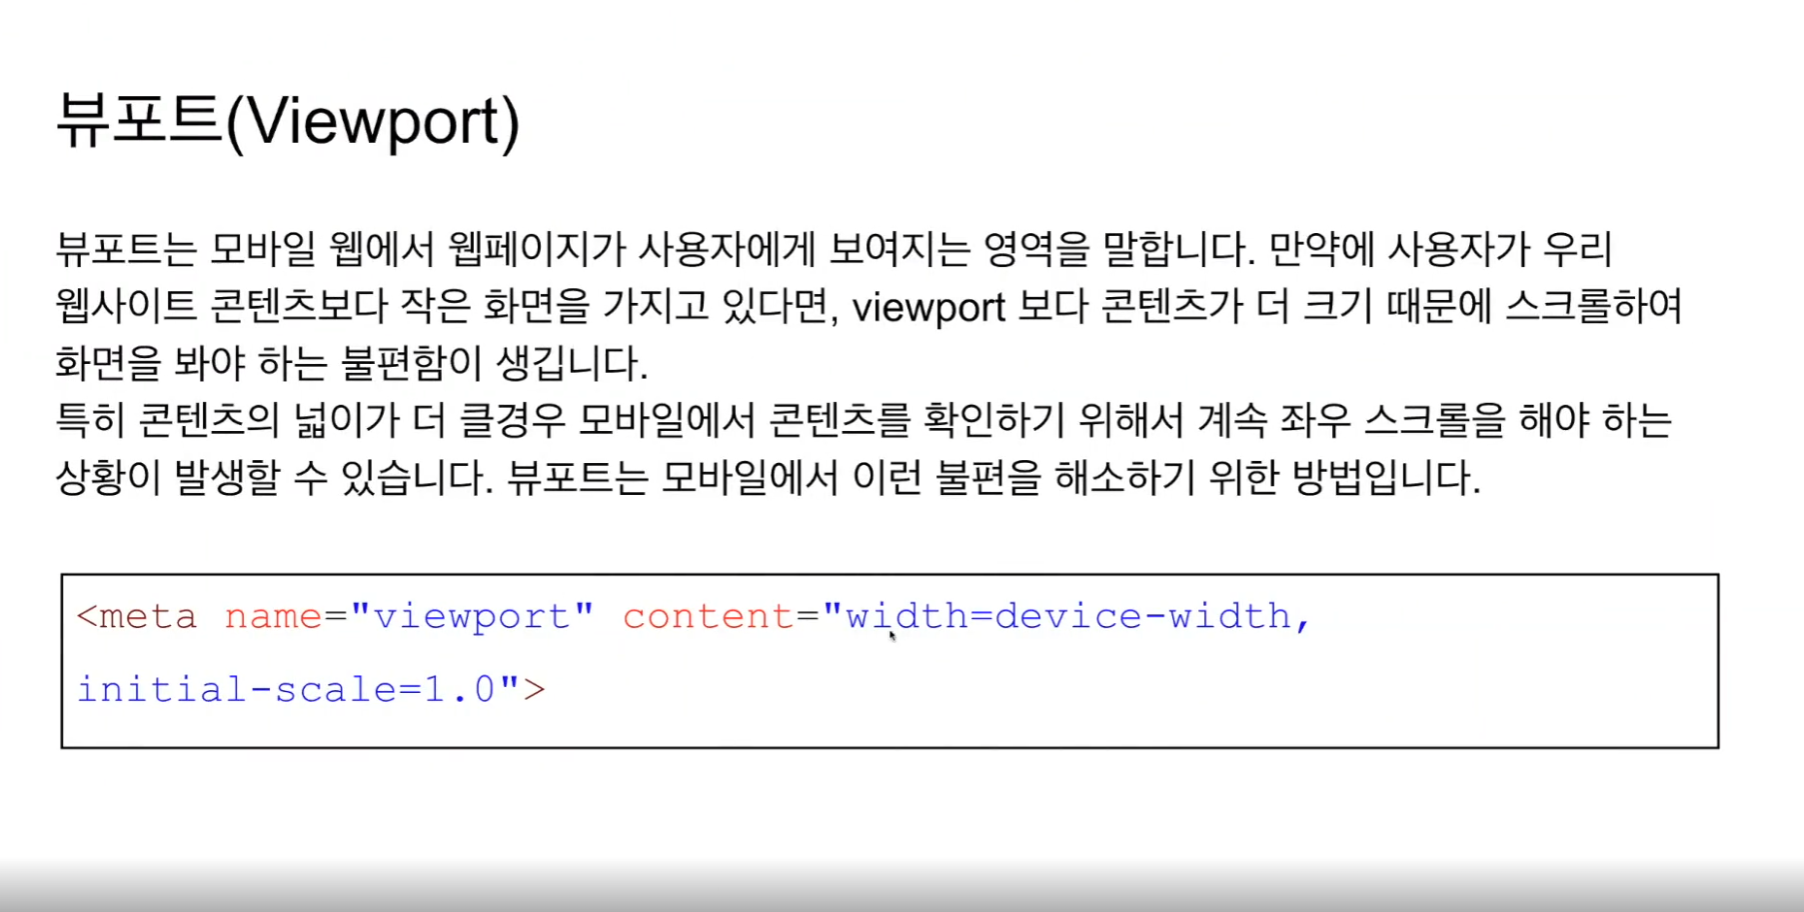 뷰포트(Viewport)
뷰포트는 모바일 웹에서 웹페이지가 사용자에게 보여지는 영역을 말합니다. 만약에 사용자가 우리
웹사이트 콘텐츠보다 작은 화면을 가지고 있다면, viewport 보다 콘텐츠가 더 크기 때문에 스크롤하여
화면을 봐야 하는 불편함이 생깁니다.
특히 콘텐츠의 넓이가 더 클경우 모바일에서 콘텐츠를 확인하기 위해서 계속 좌우 스크롤을 해야 하는
상황이 발생할 수 있습니다. 뷰포트는 모바일에서 이런 불편을 해소하기 위한 방법입니다.
<meta name="viewport" content="width=device-width,
initial-scale=1.0">